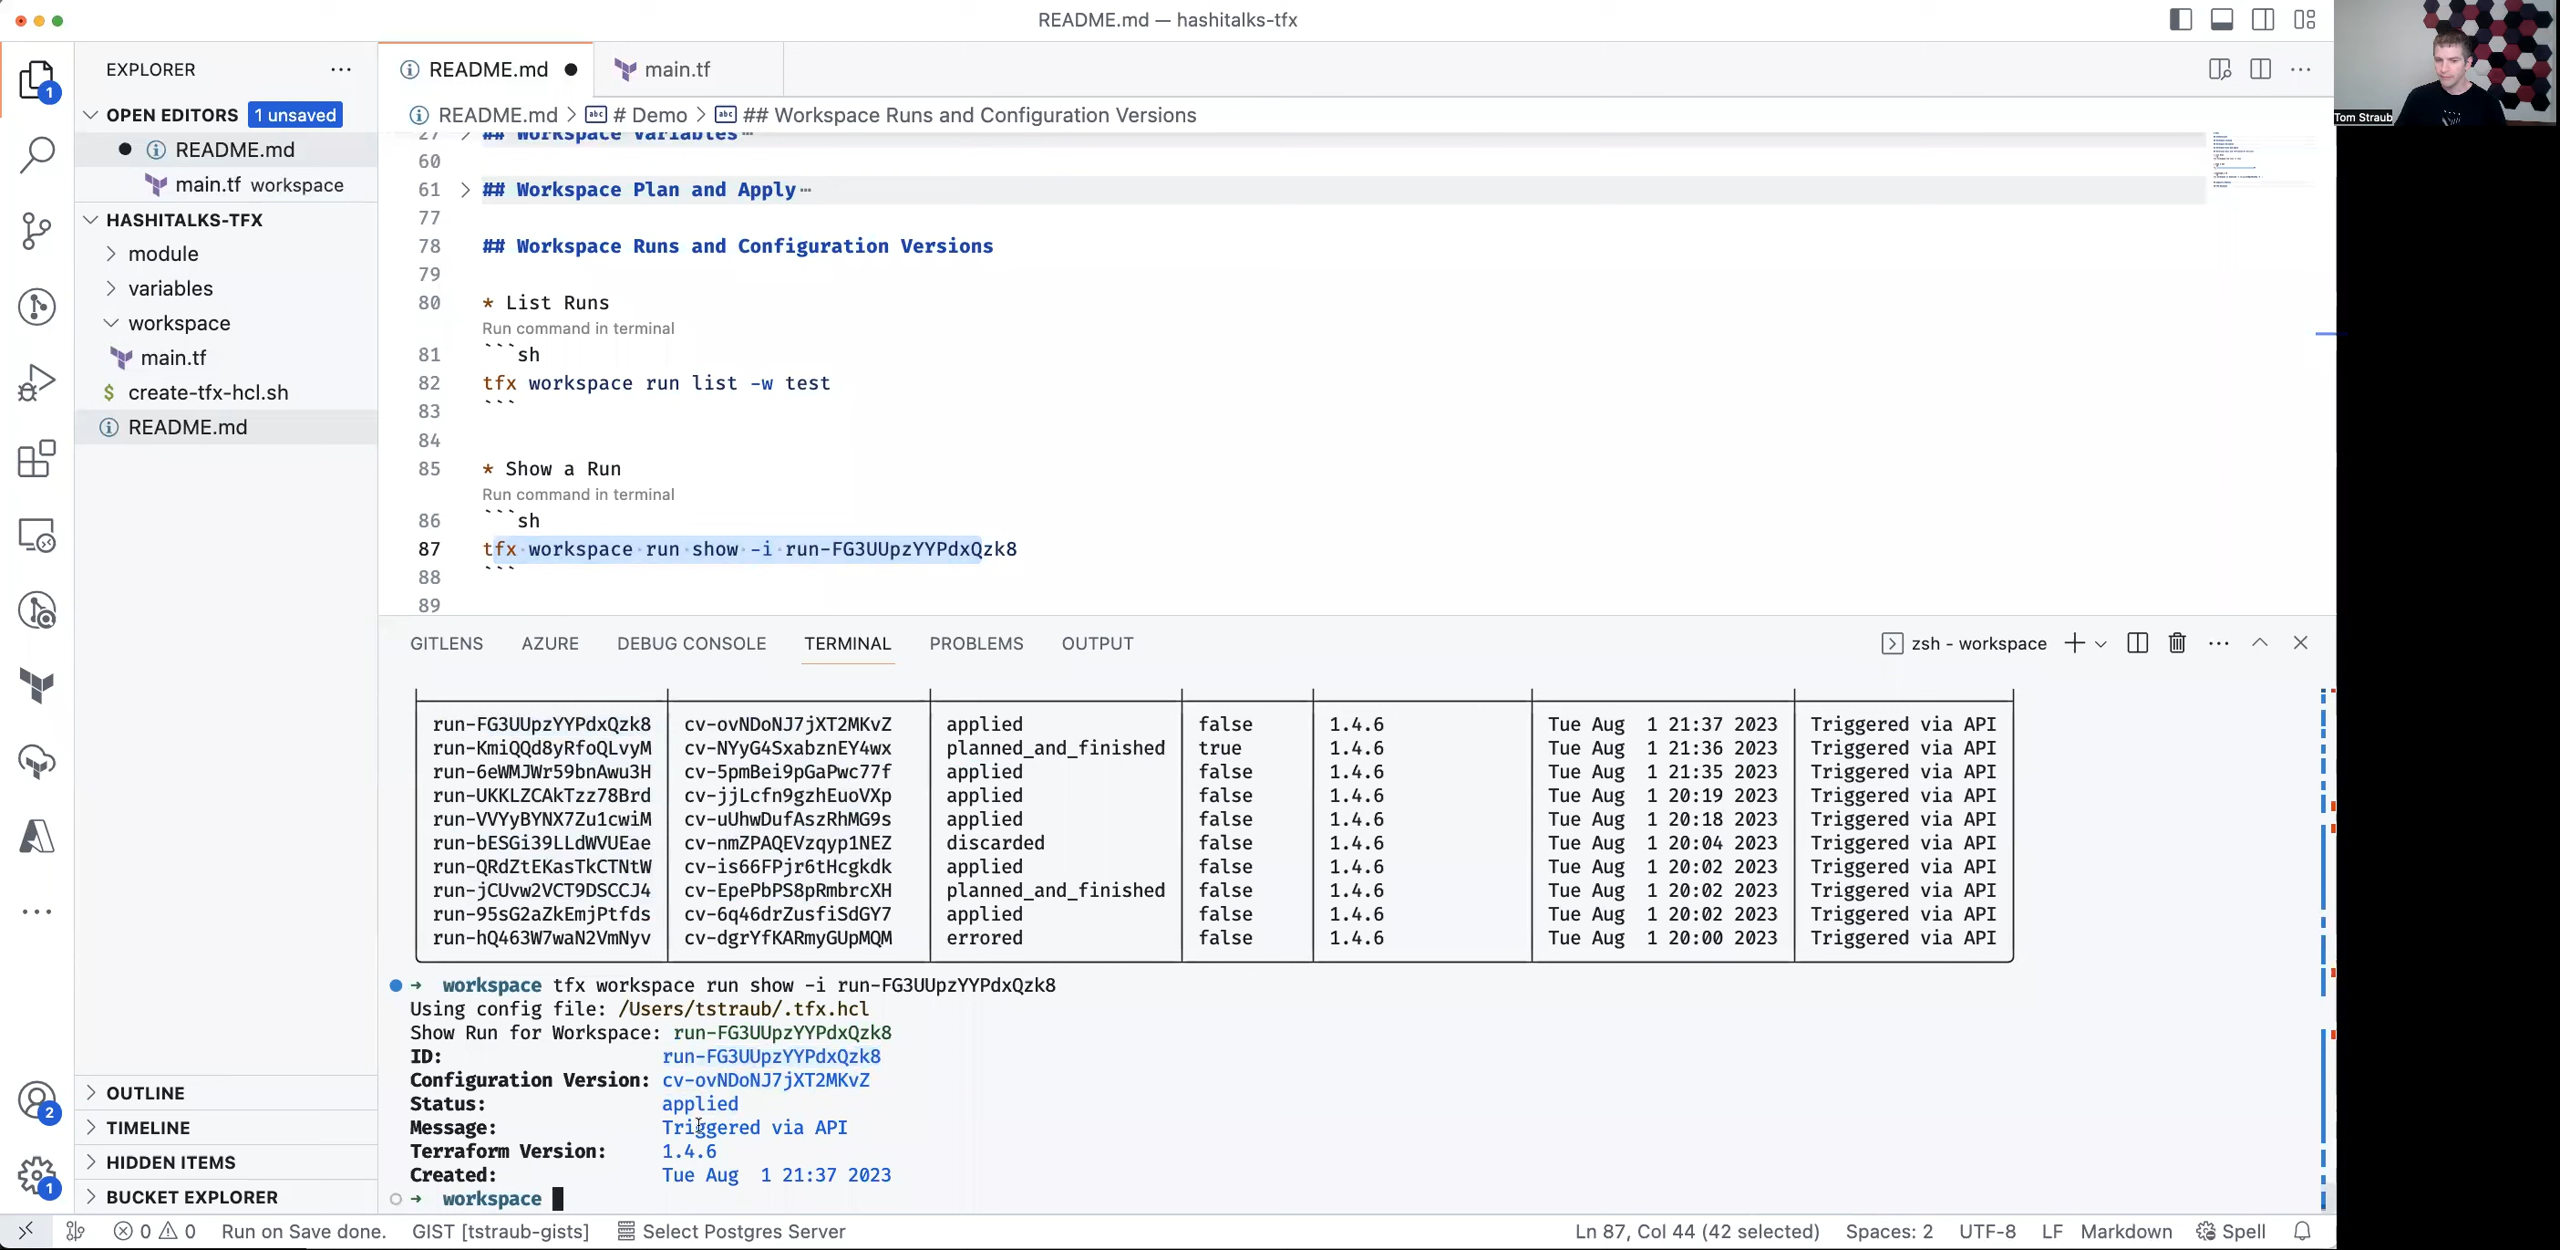 README.md — hashitalks-tfx
Tom Straub
EXPLORER
1
OPEN EDITORS 1 unsaved
README.md
main.tf workspace
HASHITALKS-TFX
module
variables
workspace
main.tf
$ create-tfx-hcl.sh
README.md
OUTLINE
TIMELINE
HIDDEN ITEMS
BUCKET EXPLORER
2
1
README.md
main.tf
README.md > # Demo > ## Workspace Runs and Configuration Versions
27 ## Workspace Variables
60
61 ## Workspace Plan and Apply
77
78 ## Workspace Runs and Configuration Versions
79
80 * List Runs
Run command in terminal
81 ```sh
82 tfx workspace run list -w test
83 ```
84
85 * Show a Run
Run command in terminal
86 ```sh
87 tfx workspace run show -i run-FG3UUpzYYPdxQzk8
88 ```
89
GITLENS AZURE DEBUG CONSOLE TERMINAL PROBLEMS OUTPUT
zsh - workspace
run-FG3UUpzYYPdxQzk8 cv-ovNDoNJ7jXT2MKvZ applied false 1.4.6 Tue Aug 1 21:37 2023 Triggered via API
run-KmiQQd8yRfoQLvyM cv-NYyG4SxabznEY4wx planned_and_finished true 1.4.6 Tue Aug 1 21:36 2023 Triggered via API
run-6eWMJWr59bnAwu3H cv-5pmBei9pGaPwc77f applied false 1.4.6 Tue Aug 1 21:35 2023 Triggered via API
run-UKKLZCAkTzz78Brd cv-jjLcfn9gzhEuoVXp applied false 1.4.6 Tue Aug 1 20:19 2023 Triggered via API
run-VVYyBYNX7Zu1cwiM cv-uUhwDufAszRhMG9s applied false 1.4.6 Tue Aug 1 20:18 2023 Triggered via API
run-bESGi39LLdWVUEae cv-nmZPAQEVzqyp1NEZ discarded false 1.4.6 Tue Aug 1 20:04 2023 Triggered via API
run-QRdZtEKasTkCTNtW cv-is66FPjr6tHcgkdk applied false 1.4.6 Tue Aug 1 20:02 2023 Triggered via API
run-jCUvw2VCT9DSCCJ4 cv-EpePbPS8pRmbrcXH planned_and_finished false 1.4.6 Tue Aug 1 20:02 2023 Triggered via API
run-95sG2aZkEmjPtfds cv-6q46drZusfiSdGY7 applied false 1.4.6 Tue Aug 1 20:02 2023 Triggered via API
run-hQ463W7waN2VmNyv cv-dgrYfKARmyGUpMQM errored false 1.4.6 Tue Aug 1 20:00 2023 Triggered via API
➜ workspace tfx workspace run show -i run-FG3UUpzYYPdxQzk8
Using config file: /Users/tstraub/.tfx.hcl
Show Run for Workspace: run-FG3UUpzYYPdxQzk8
ID: run-FG3UUpzYYPdxQzk8
Configuration Version: cv-ovNDoNJ7jXT2MKvZ
Status: applied
Message: Triggered via API
Terraform Version: 1.4.6
Created: Tue Aug 1 21:37 2023
➜ workspace
0 0 Run on Save done. GIST [tstraub-gists] Select Postgres Server Ln 87, Col 44 (42 selected) Spaces: 2 UTF-8 LF Markdown Spell